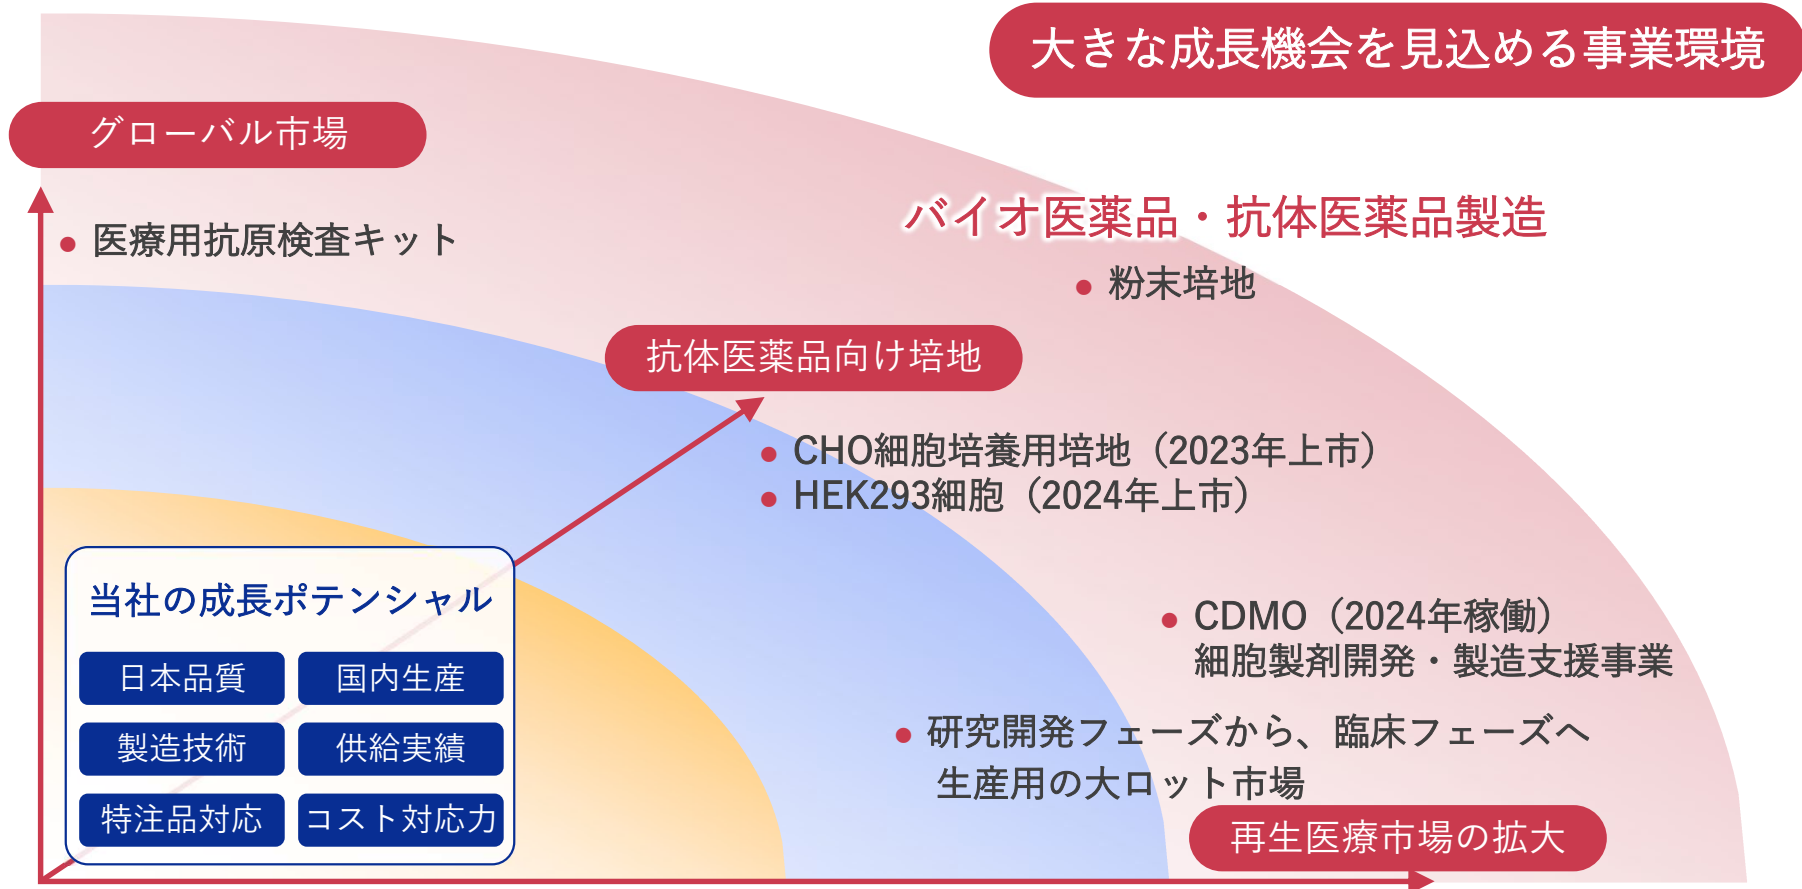 大きな成長機会を見込める事業環境
グローバル市場
医療用抗原検査キット
バイオ医薬品・抗体医薬品製造
粉末培地
抗体医薬品向け培地
CHO細胞培養用培地（2023年上市）
HEK293細胞（2024年上市）
当社の成長ポテンシャル
日本品質
国内生産
製造技術
供給実績
特注品対応
コスト対応力
CDMO（2024年稼働）
細胞製剤開発・製造支援事業
研究開発フェーズから、臨床フェーズへ
生産用の大ロット市場
再生医療市場の拡大